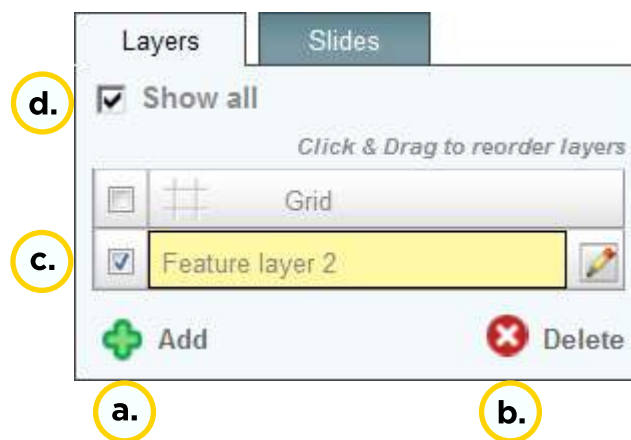 Layers Slides
d. Show all
Click & Drag to reorder layers
Grid
c. Feature layer 2
Add Delete
a. b.